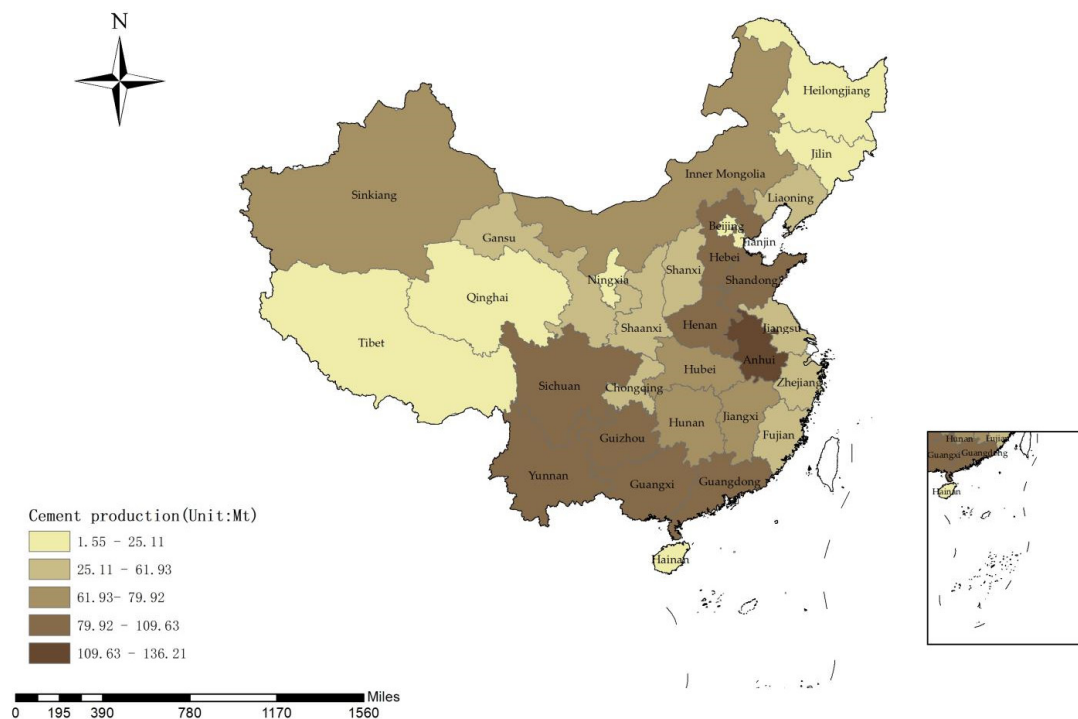 N
Heilongjiang
Jilin
Inner Mongolia
Liaoning
Sinkiang
Beijing
Tianjin
Gansu
Hebei
Shanxi
Shandong
Ningxia
Qinghai
Shaanxi
Henan
Jiangsu
Tibet
Anhui
Hubei
Sichuan
Chongqing
Zhejiang
Hunan
Jiangxi
Guizhou
Fujian
Yunnan
Guangxi
Guangdong
Hainan
Hunan Fujian
Guangxi Guangdong
Hainan
Cement production(Unit:Mt)
1.55 - 25.11
25.11 - 61.93
61.93- 79.92
79.92 - 109.63
109.63 - 136.21
Miles
0 195 390 780 1170 1560